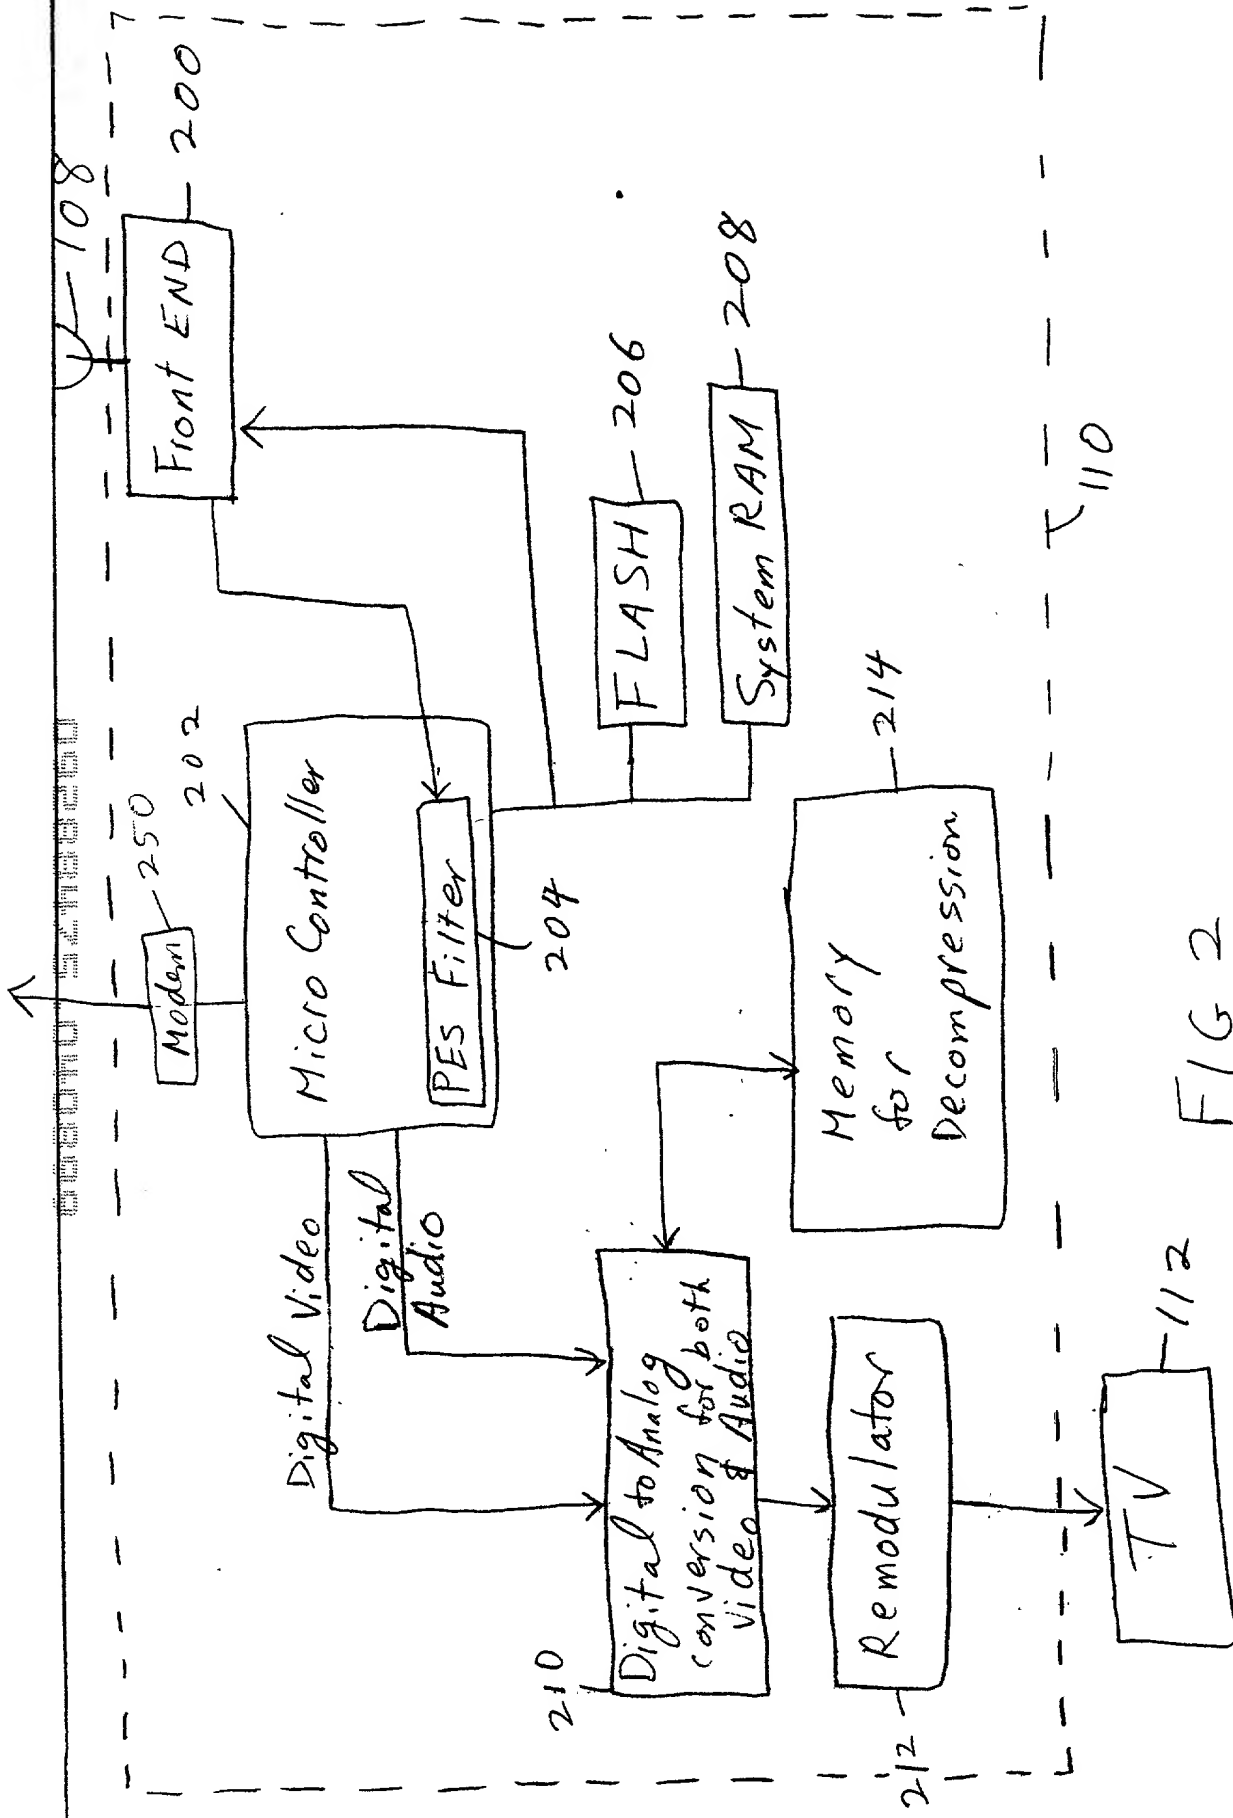 108
Front END
200
Modem
250
202
Micro Controller
PES Filter
204
Digital Video
Digital
Audio
FLASH
206
System RAM
208
210
Digital to Analog
conversion for both
video & Audio
Memory
for
Decompression
214
Remodulator
212
110
TV
112
FIG 2